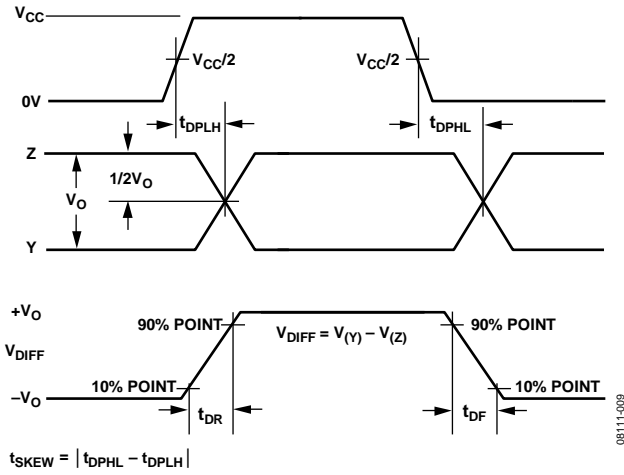 VCC
VCC/2
VCC/2
0V
tDPLH
tDPHL
Z
1/2VO
VO
Y
+VO
90% POINT
VDIFF = V(Y) – V(Z)
90% POINT
VDIFF
10% POINT
10% POINT
–VO
tDR
tDF
tSKEW = |tDPHL – tDPLH|
08111-009